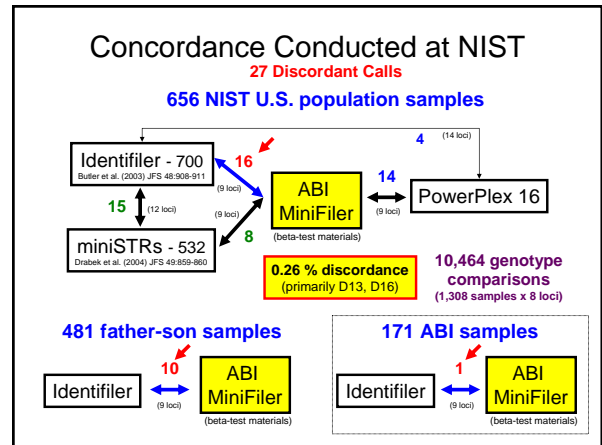 Concordance Conducted at NIST
27 Discordant Calls
656 NIST U.S. population samples
4 (14 loci)
Identifiler - 700
Butler et al. (2003) JFS 48:908-911
16
(9 loci)
15 (12 loci)
(9 loci)
8
miniSTRs - 532
Drabek et al. (2004) JFS 49:859-860
ABI
MiniFiler
(beta-test materials)
14
(9 loci)
PowerPlex 16
0.26 % discordance
(primarily D13, D16)
10,464 genotype
comparisons
(1,308 samples x 8 loci)
481 father-son samples
10
Identifiler
(9 loci)
ABI
MiniFiler
(beta-test materials)
171 ABI samples
1
Identifiler
(9 loci)
ABI
MiniFiler
(beta-test materials)